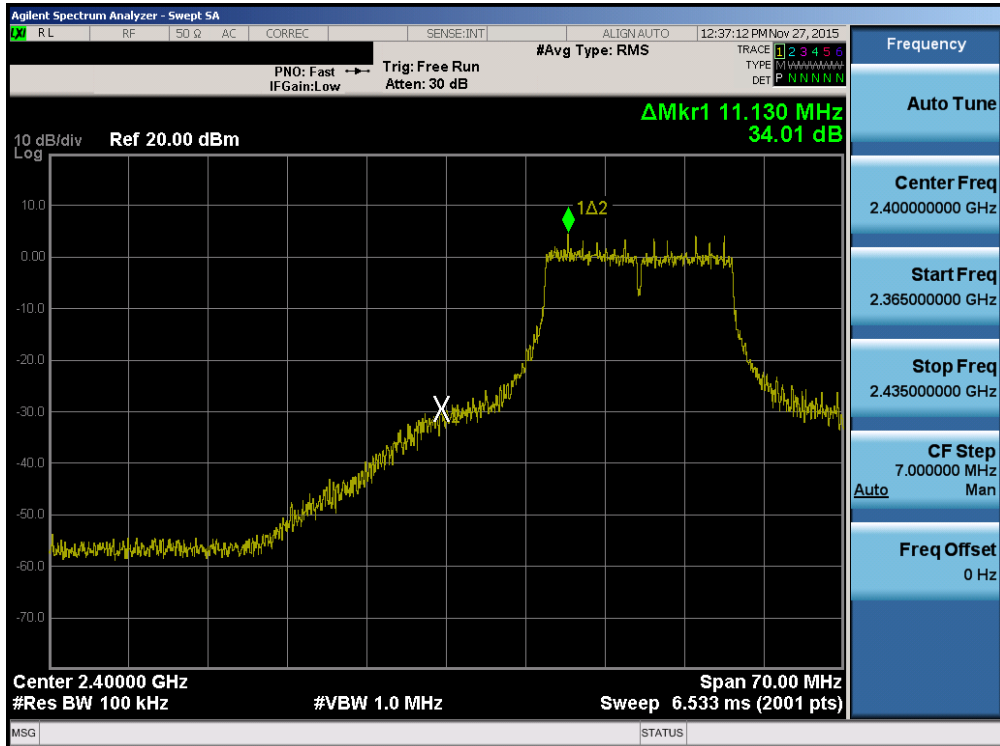 Agilent Spectrum Analyzer - Swept SA
LXI RL RF 50 Ω AC CORREC SENSE:INT ALIGN AUTO 12:37:12 PM Nov 27, 2015
#Avg Type: RMS TRACE 1 2 3 4 5 6
PNO: Fast Trig: Free Run TYPE M
IFGain:Low Atten: 30 dB DET P N N N N N
Frequency
Auto Tune
ΔMkr1 11.130 MHz
34.01 dB
10 dB/div Ref 20.00 dBm
Log
1Δ2
10.0
0.00
-10.0
-20.0
-30.0
X
-40.0
-50.0
-60.0
-70.0
Center 2.40000 GHz Span 70.00 MHz
#Res BW 100 kHz #VBW 1.0 MHz Sweep 6.533 ms (2001 pts)
Center Freq
2.400000000 GHz
Start Freq
2.365000000 GHz
Stop Freq
2.435000000 GHz
CF Step
7.000000 MHz
Auto Man
Freq Offset
0 Hz
MSG STATUS